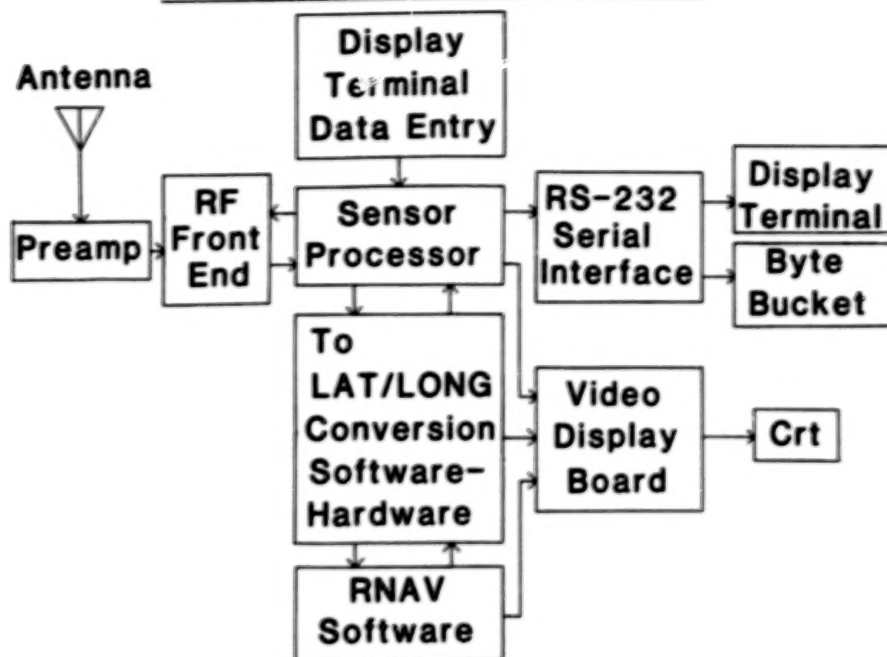 Display
Terminal
Data Entry
Antenna
RF
Front
End
Preamp
Sensor
Processor
RS-232
Serial
Interface
Display
Terminal
Byte
Bucket
To
LAT/LONG
Conversion
Software-
Hardware
Video
Display
Board
Crt
RNAV
Software